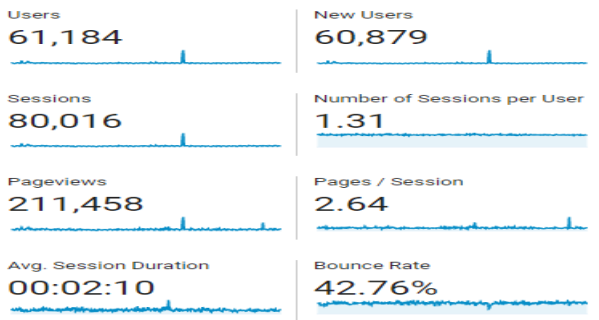 Users
61,184
New Users
60,879
Sessions
80,016
Number of Sessions per User
1.31
Pageviews
211,458
Pages / Session
2.64
Avg. Session Duration
00:02:10
Bounce Rate
42.76%